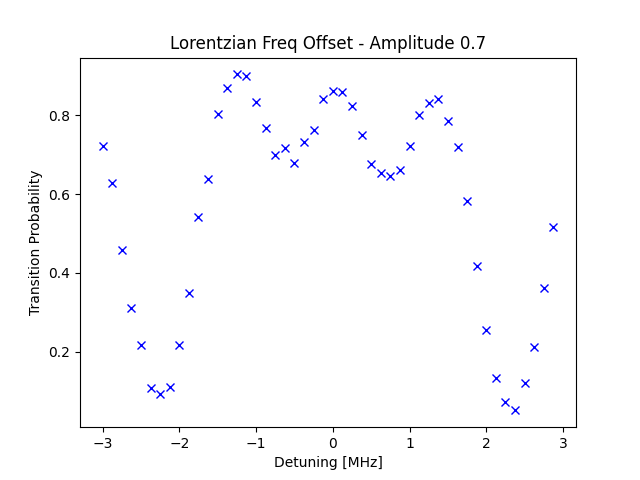 Lorentzian Freq Offset - Amplitude 0.7
Transition Probability
0.8
0.6
0.4
0.2
−3 −2 −1 0 1 2 3
Detuning [MHz]